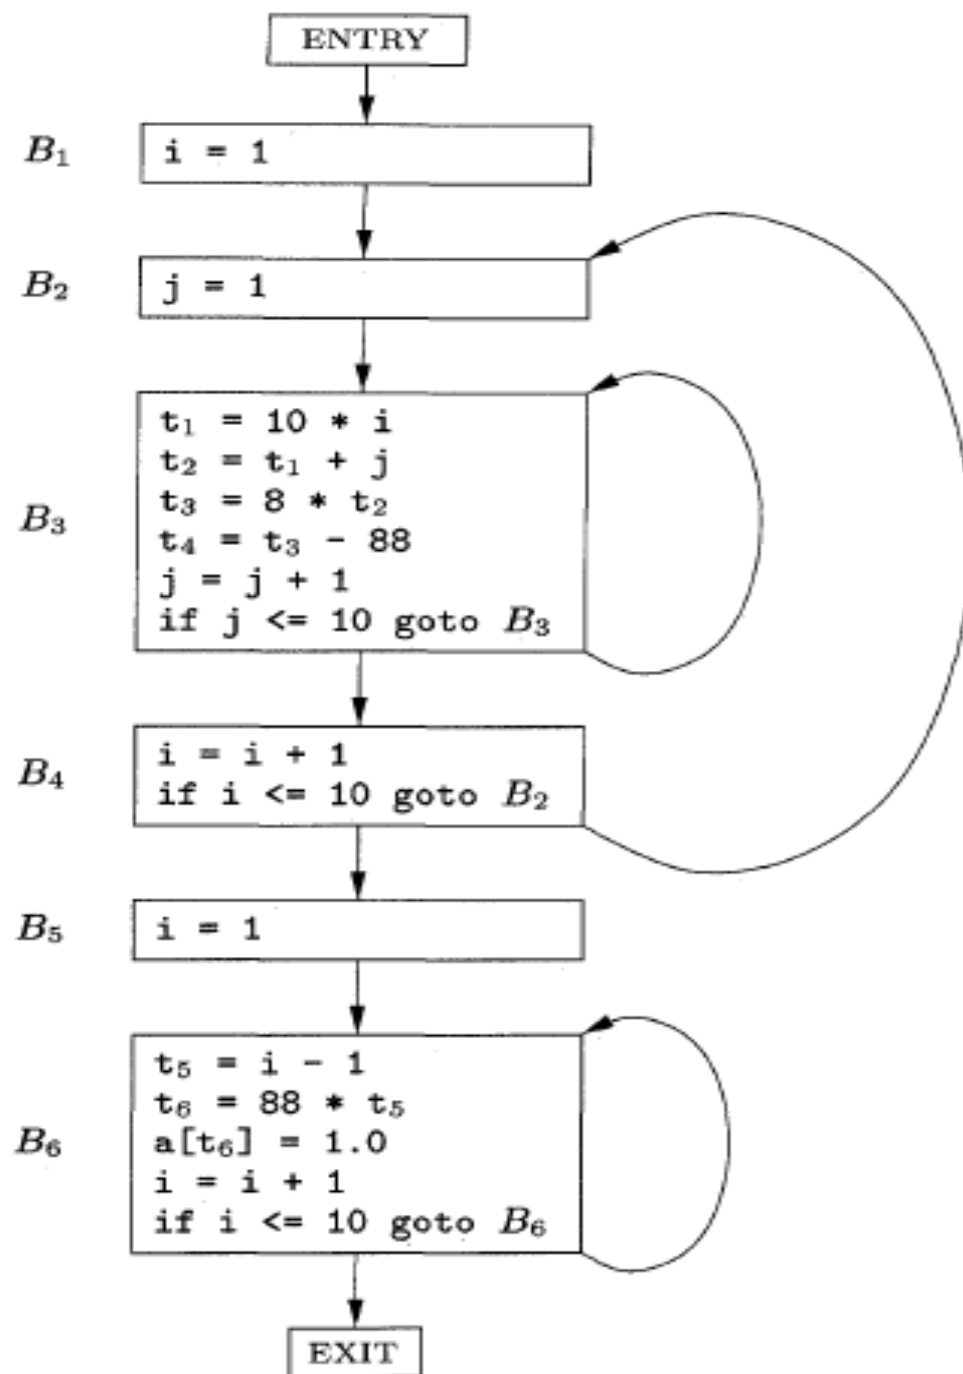 ENTRY
B₁
i = 1
B₂
j = 1
B₃
t₁ = 10 * i
t₂ = t₁ + j
t₃ = 8 * t₂
t₄ = t₃ - 88
j = j + 1
if j <= 10 goto B₃
B₄
i = i + 1
if i <= 10 goto B₂
B₅
i = 1
B₆
t₅ = i - 1
t₆ = 88 * t₅
a[t₆] = 1.0
i = i + 1
if i <= 10 goto B₆
EXIT